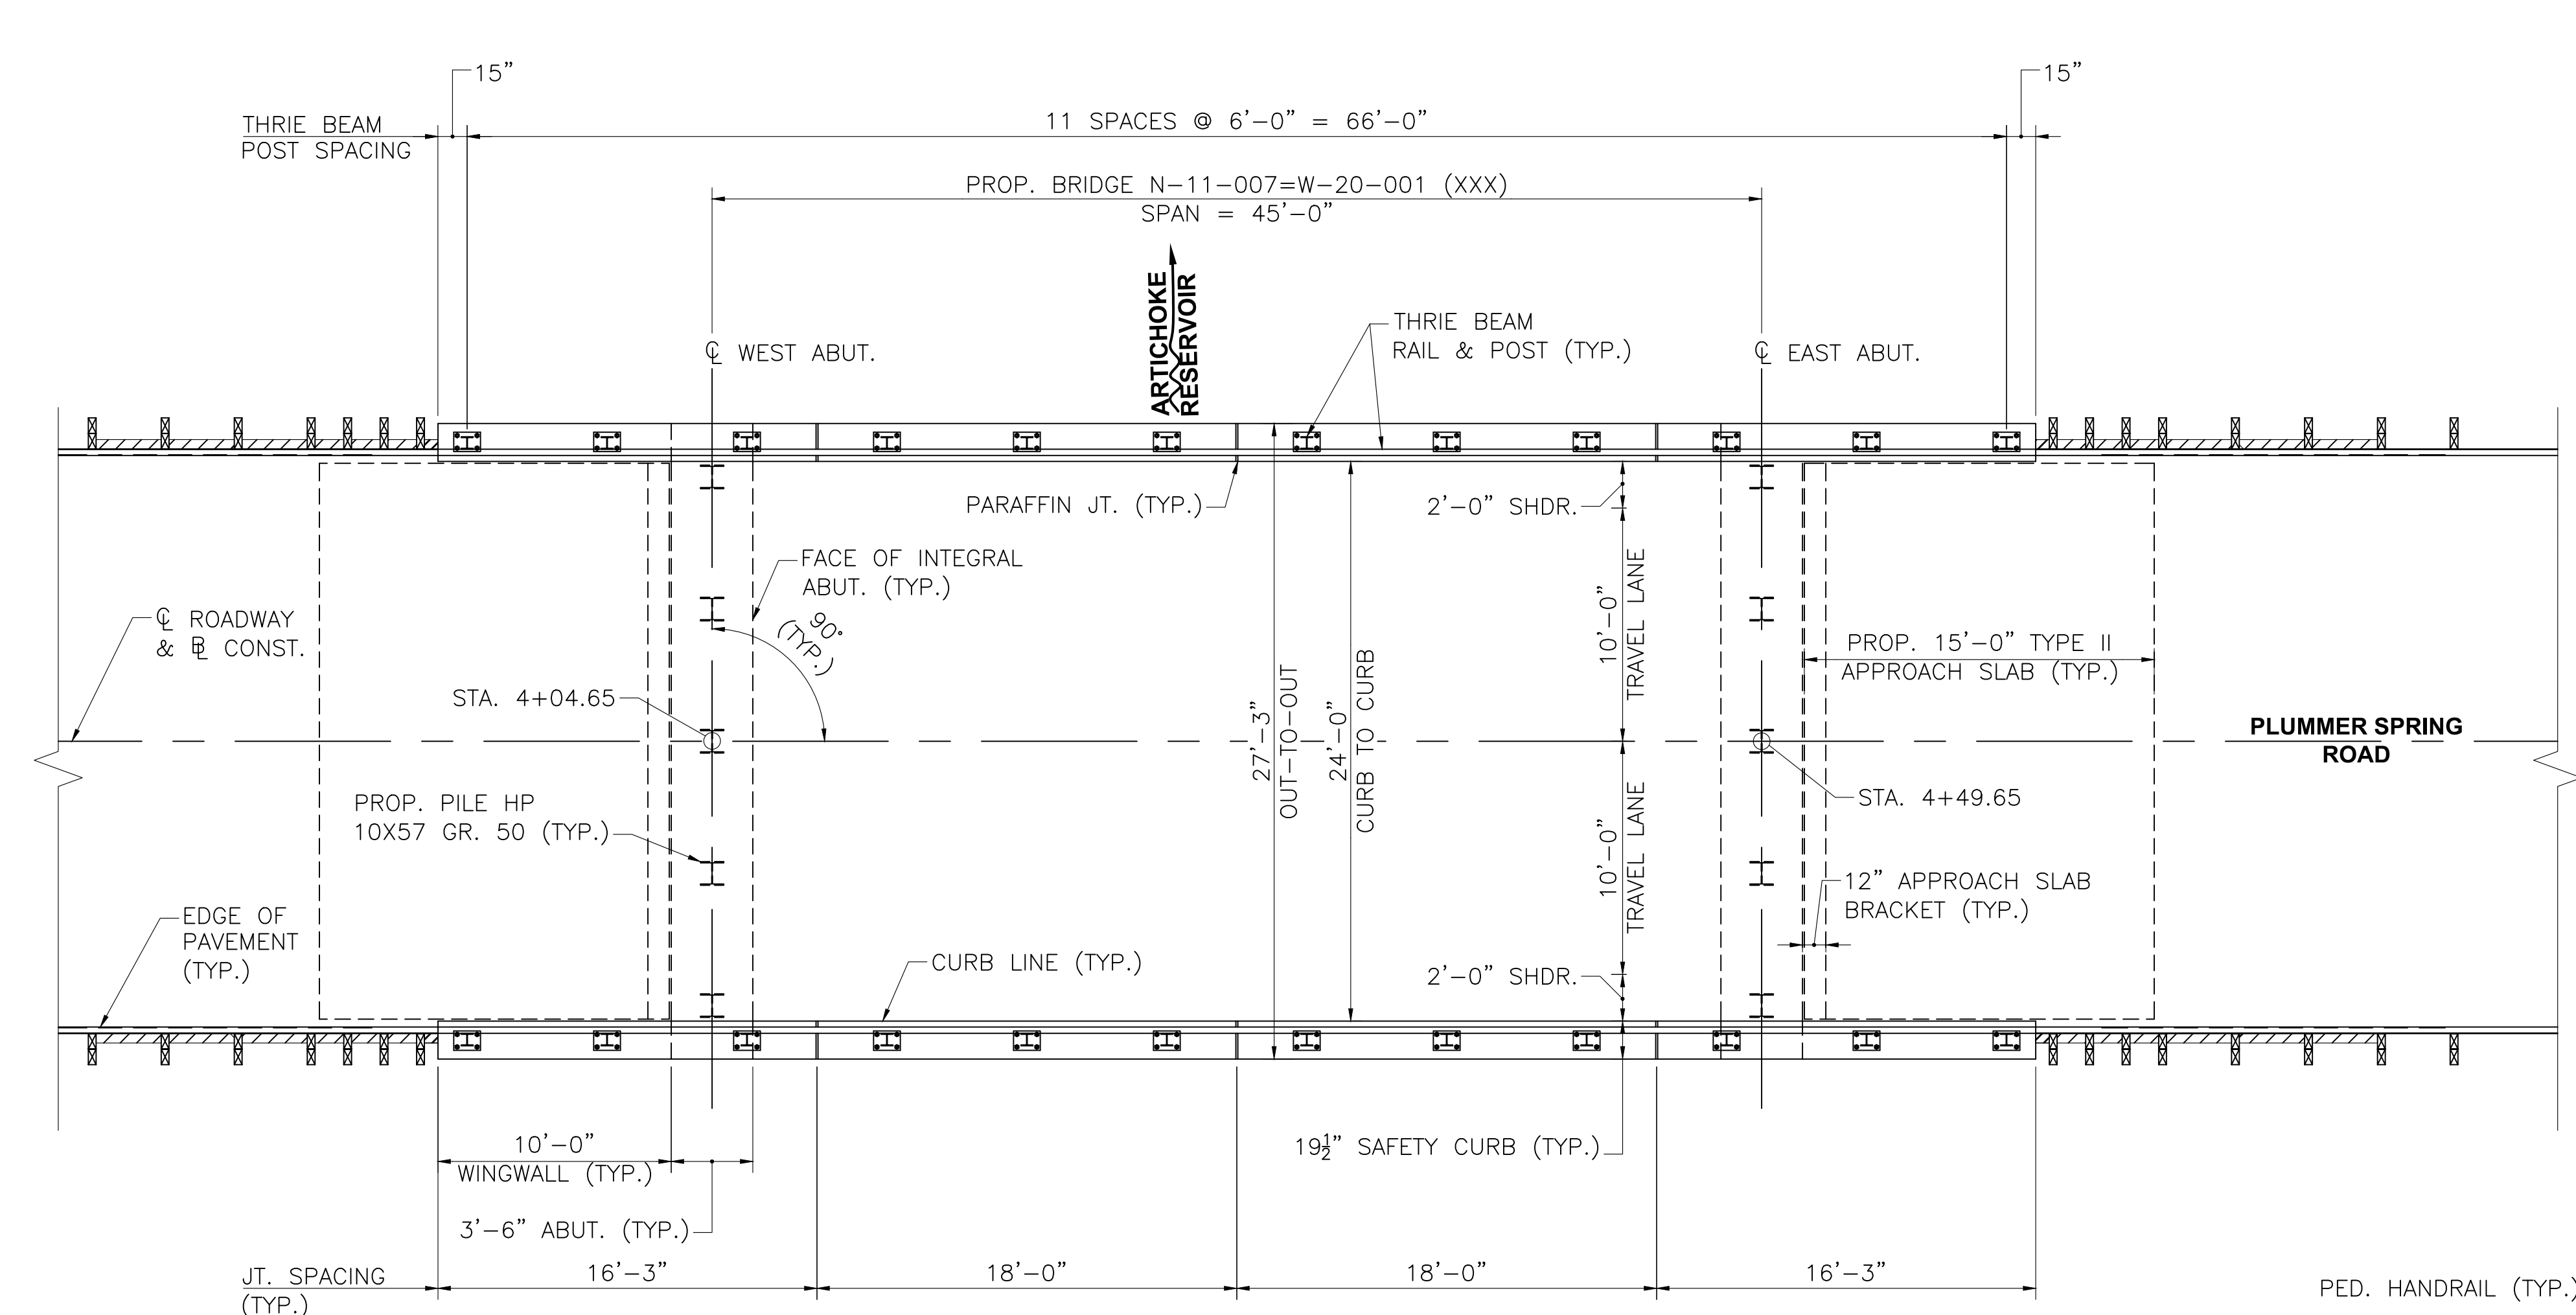 15”
15”
THRIE BEAM
POST SPACING
11 SPACES @ 6’-0” = 66’-0”
PROP. BRIDGE N-11-007=W-20-001 (XXX)
SPAN = 45’-0”
ARTICHOKE
RESERVOIR
THRIE BEAM
RAIL & POST (TYP.)
℄ WEST ABUT.
℄ EAST ABUT.
PARAFFIN JT. (TYP.)
2’-0” SHDR.
FACE OF INTEGRAL
ABUT. (TYP.)
90°
(TYP.)
10’-0”
TRAVEL LANE
℄ ROADWAY
& BL CONST.
PROP. 15’-0” TYPE II
APPROACH SLAB (TYP.)
STA. 4+04.65
27’-3”
OUT-TO-OUT
24’-0”
CURB TO CURB
PLUMMER SPRING
ROAD
PROP. PILE HP
10X57 GR. 50 (TYP.)
STA. 4+49.65
10’-0”
TRAVEL LANE
12” APPROACH SLAB
BRACKET (TYP.)
EDGE OF
PAVEMENT
(TYP.)
CURB LINE (TYP.)
2’-0” SHDR.
10’-0”
WINGWALL (TYP.)
19½” SAFETY CURB (TYP.)
3’-6” ABUT. (TYP.)
JT. SPACING
(TYP.)
16’-3”
18’-0”
18’-0”
16’-3”
PED. HANDRAIL (TYP.)